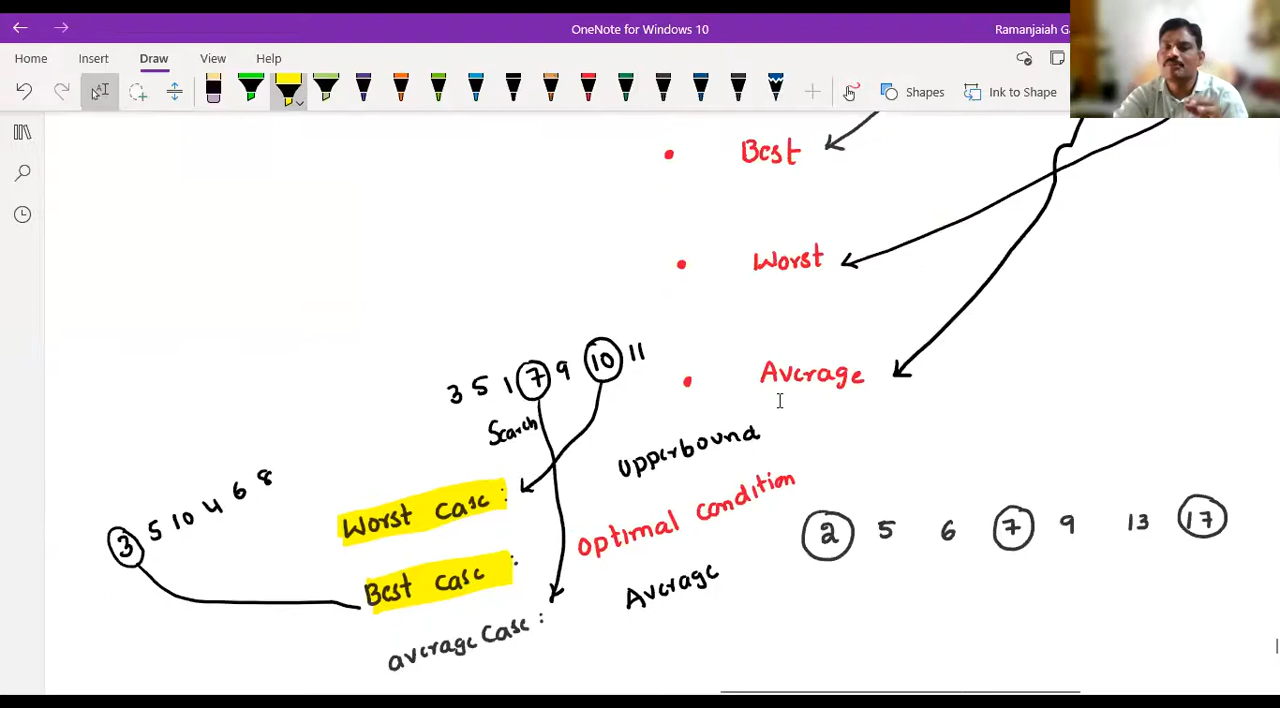 OneNote for Windows 10
Ramanjaiah G
Home Insert Draw View Help
Shapes Ink to Shape
Best
Worst
Average
3 5 1 7 9 10 11
Search
Upperbound
3 5 10 4 6 8
Worst case:
optimal condition
2 5 6 7 9 13 17
Best case:
Average
average case: